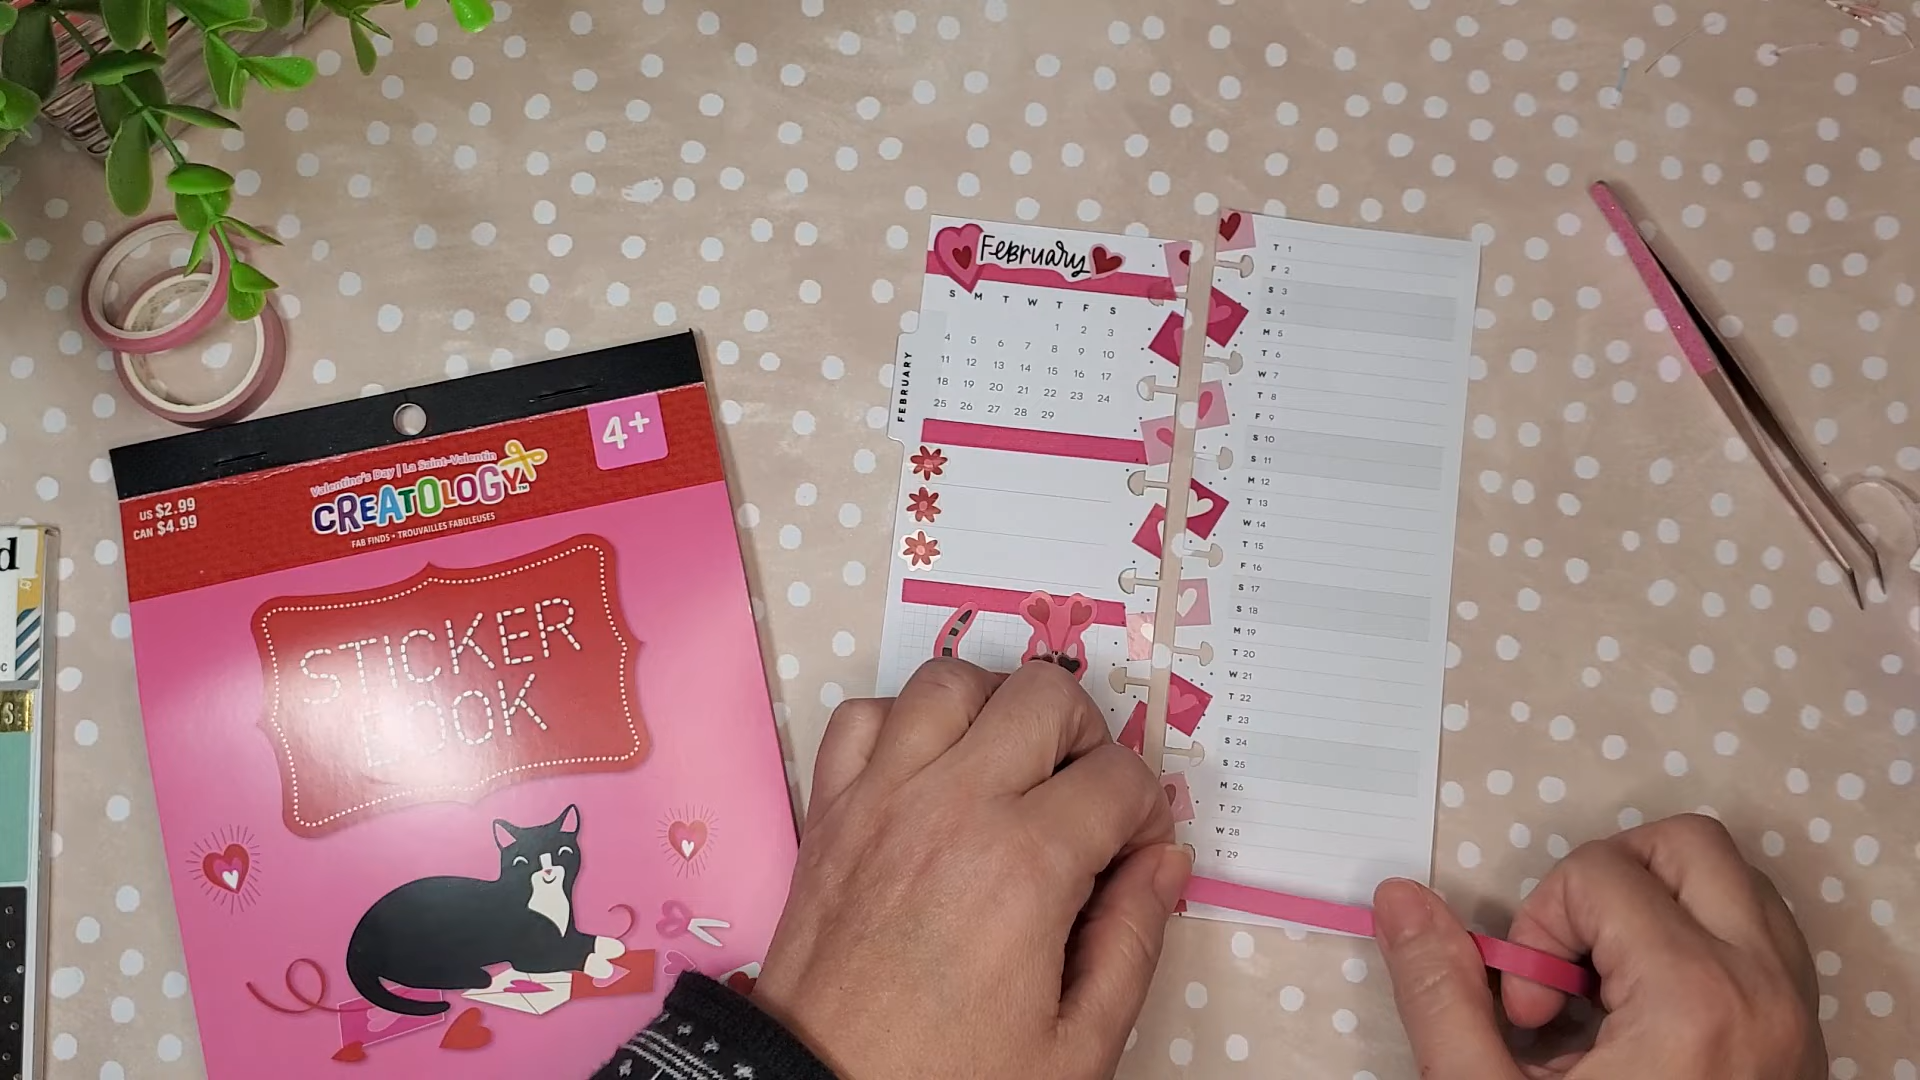 d
C
S
US $2.99
CAN $4.99
Valentine's Day | La Saint-Valentin
CREATOLOGY™
FAB FINDS • TROUVAILLES FABULEUSES
4+
STICKER
BOOK
FEBRUARY
February
S M T W T F S
1 2 3
4 5 6 7 8 9 10
11 12 13 14 15 16 17
18 19 20 21 22 23 24
25 26 27 28 29
T 1
F 2
S 3
S 4
M 5
T 6
W 7
T 8
F 9
S 10
S 11
M 12
T 13
W 14
T 15
F 16
S 17
S 18
M 19
T 20
W 21
T 22
F 23
S 24
S 25
M 26
T 27
W 28
T 29